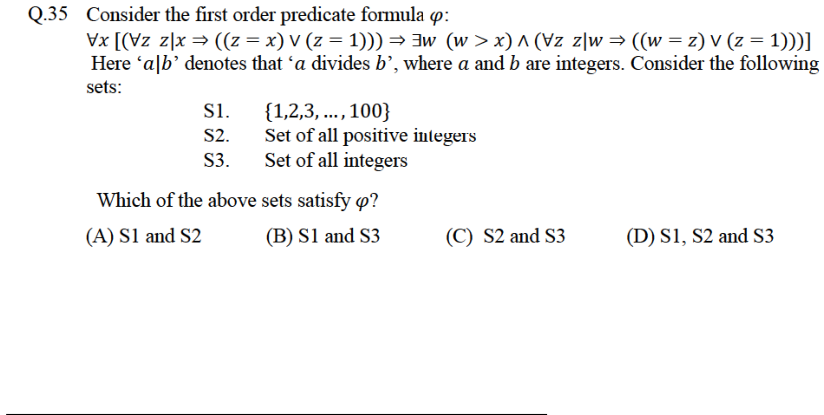 Q.35 Consider the first order predicate formula φ:
∀x [(∀z z|x ⇒ ((z = x) ∨ (z = 1))) ⇒ ∃w (w > x) ∧ (∀z z|w ⇒ ((w = z) ∨ (z = 1)))]
Here ‘a|b’ denotes that ‘a divides b’, where a and b are integers. Consider the following
sets:
S1. {1,2,3, ..., 100}
S2. Set of all positive integers
S3. Set of all integers
Which of the above sets satisfy φ?
(A) S1 and S2 (B) S1 and S3 (C) S2 and S3 (D) S1, S2 and S3